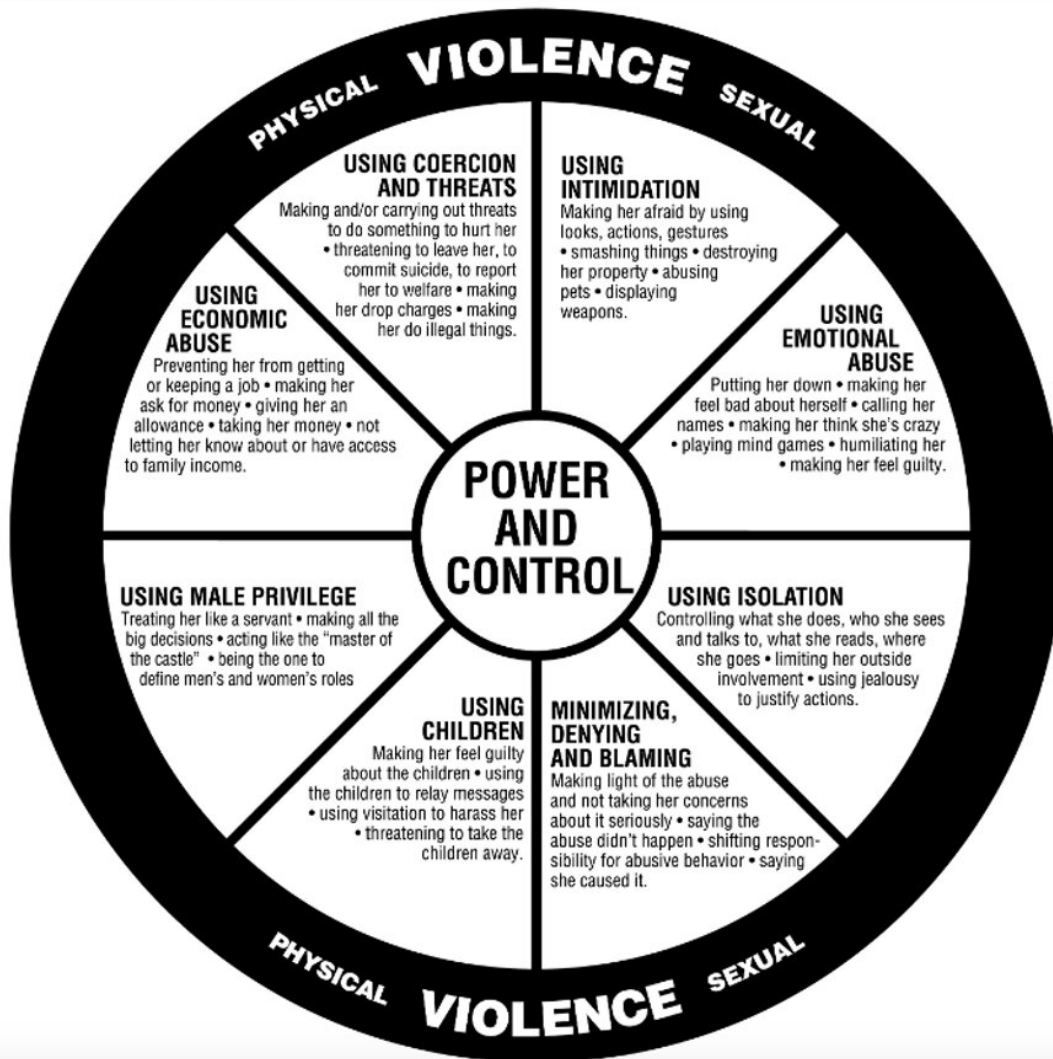 PHYSICAL VIOLENCE SEXUAL
USING COERCION
AND THREATS
Making and/or carrying out threats
to do something to hurt her
• threatening to leave her, to
commit suicide, to report
her to welfare • making
her drop charges • making
her do illegal things.
USING
INTIMIDATION
Making her afraid by using
looks, actions, gestures
• smashing things • destroying
her property • abusing
pets • displaying
weapons.
USING
EMOTIONAL
ABUSE
Putting her down • making her
feel bad about herself • calling her
names • making her think she's crazy
• playing mind games • humiliating her
• making her feel guilty.
USING ISOLATION
Controlling what she does, who she sees
and talks to, what she reads, where
she goes • limiting her outside
involvement • using jealousy
to justify actions.
MINIMIZING,
DENYING
AND BLAMING
Making light of the abuse
and not taking her concerns
about it seriously • saying the
abuse didn't happen • shifting respon-
sibility for abusive behavior • saying
she caused it.
USING
CHILDREN
Making her feel guilty
about the children • using
the children to relay messages
• using visitation to harass her
• threatening to take the
children away.
USING MALE PRIVILEGE
Treating her like a servant • making all the
big decisions • acting like the "master of
the castle" • being the one to
define men's and women's roles
USING
ECONOMIC
ABUSE
Preventing her from getting
or keeping a job • making her
ask for money • giving her an
allowance • taking her money • not
letting her know about or have access
to family income.
POWER
AND
CONTROL
PHYSICAL VIOLENCE SEXUAL